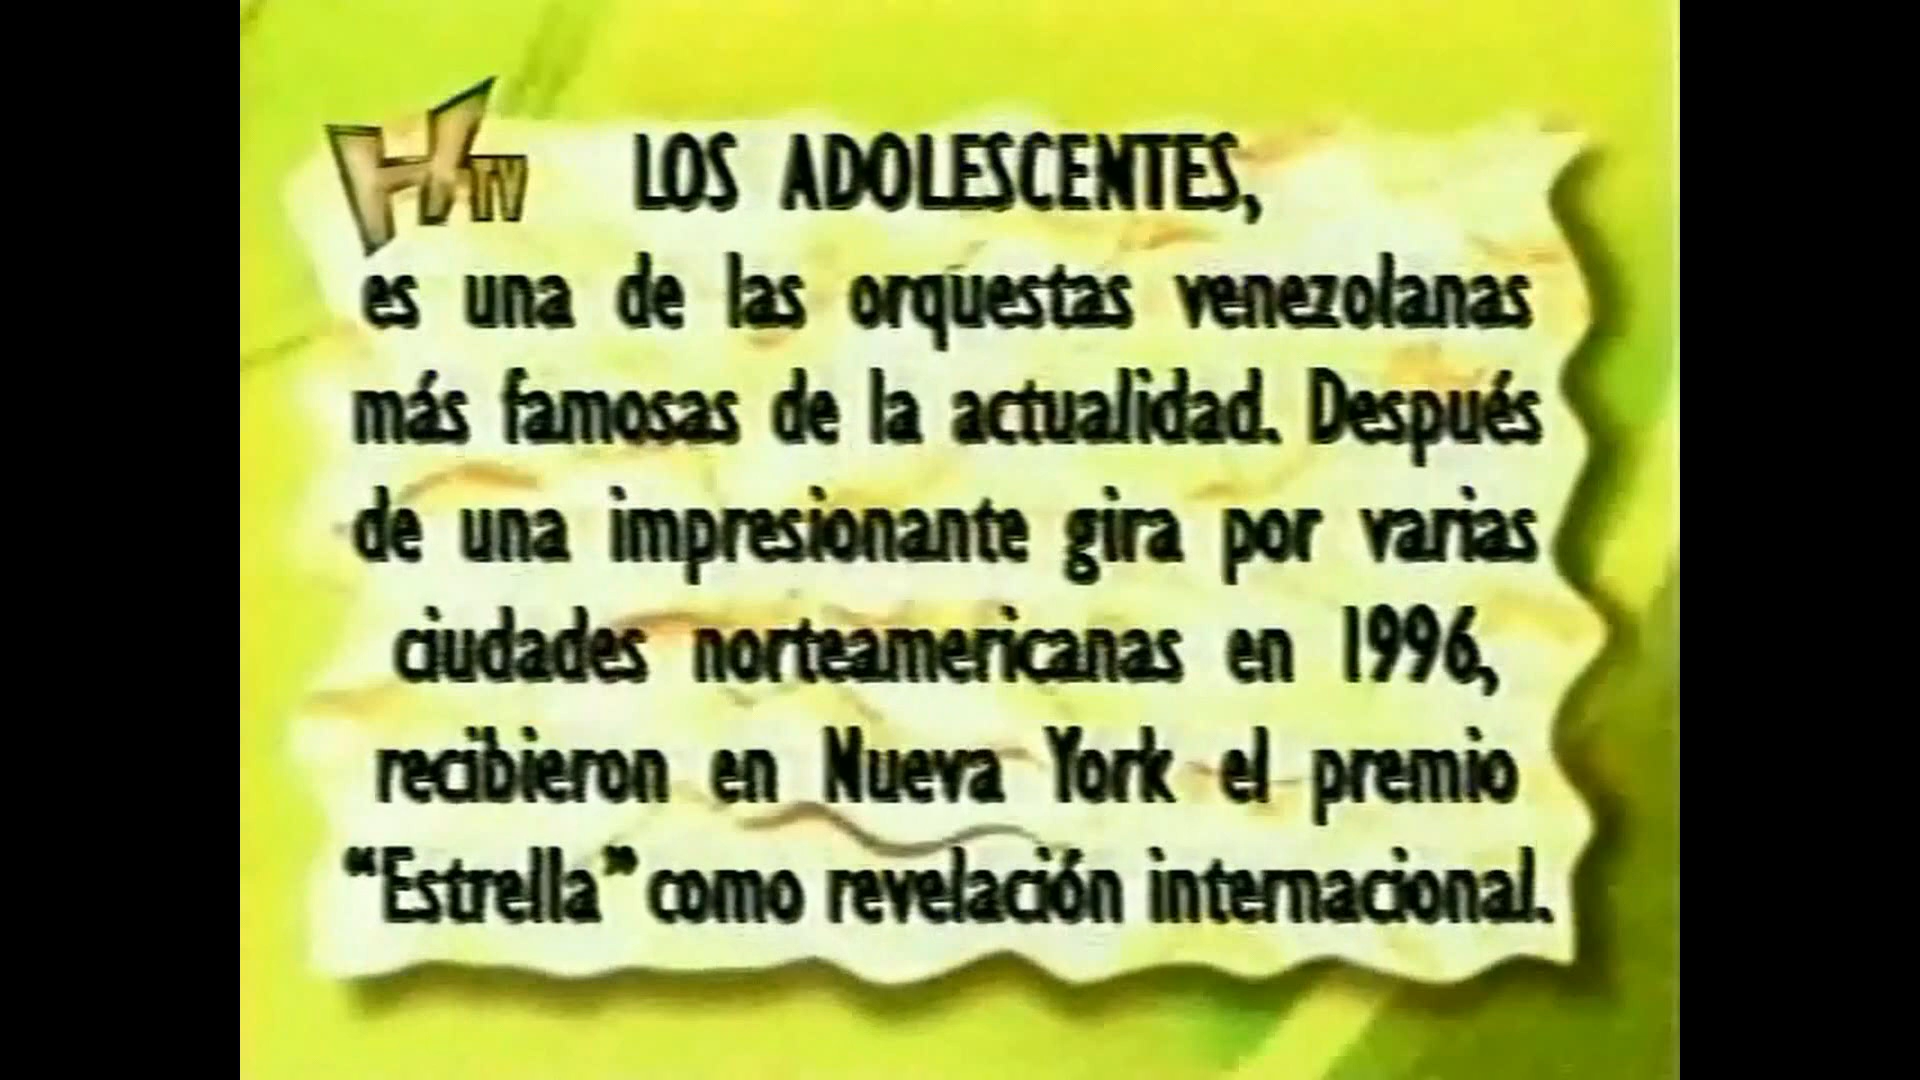 HTV
LOS ADOLESCENTES,
es una de las orquestas venezolanas
más famosas de la actualidad. Después
de una impresionante gira por varias
ciudades norteamericanas en 1996,
recibieron en Nueva York el premio
“Estrella” como revelación internacional.